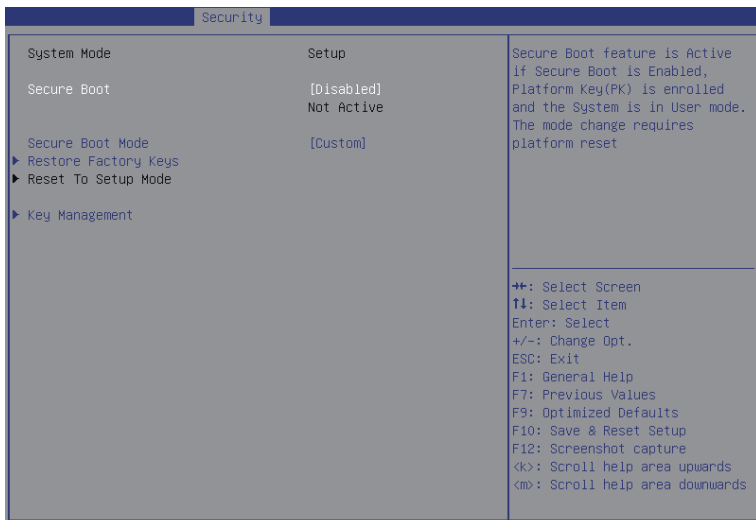 Security
System Mode Setup
Secure Boot [Disabled]
Not Active
Secure Boot Mode [Custom]
Restore Factory Keys
Reset To Setup Mode
Key Management
Secure Boot feature is Active
if Secure Boot is Enabled,
Platform Key(PK) is enrolled
and the System is in User mode.
The mode change requires
platform reset
→←: Select Screen
↑↓: Select Item
Enter: Select
+/-: Change Opt.
ESC: Exit
F1: General Help
F7: Previous Values
F9: Optimized Defaults
F10: Save & Reset Setup
F12: Screenshot capture
<k>: Scroll help area upwards
<m>: Scroll help area downwards